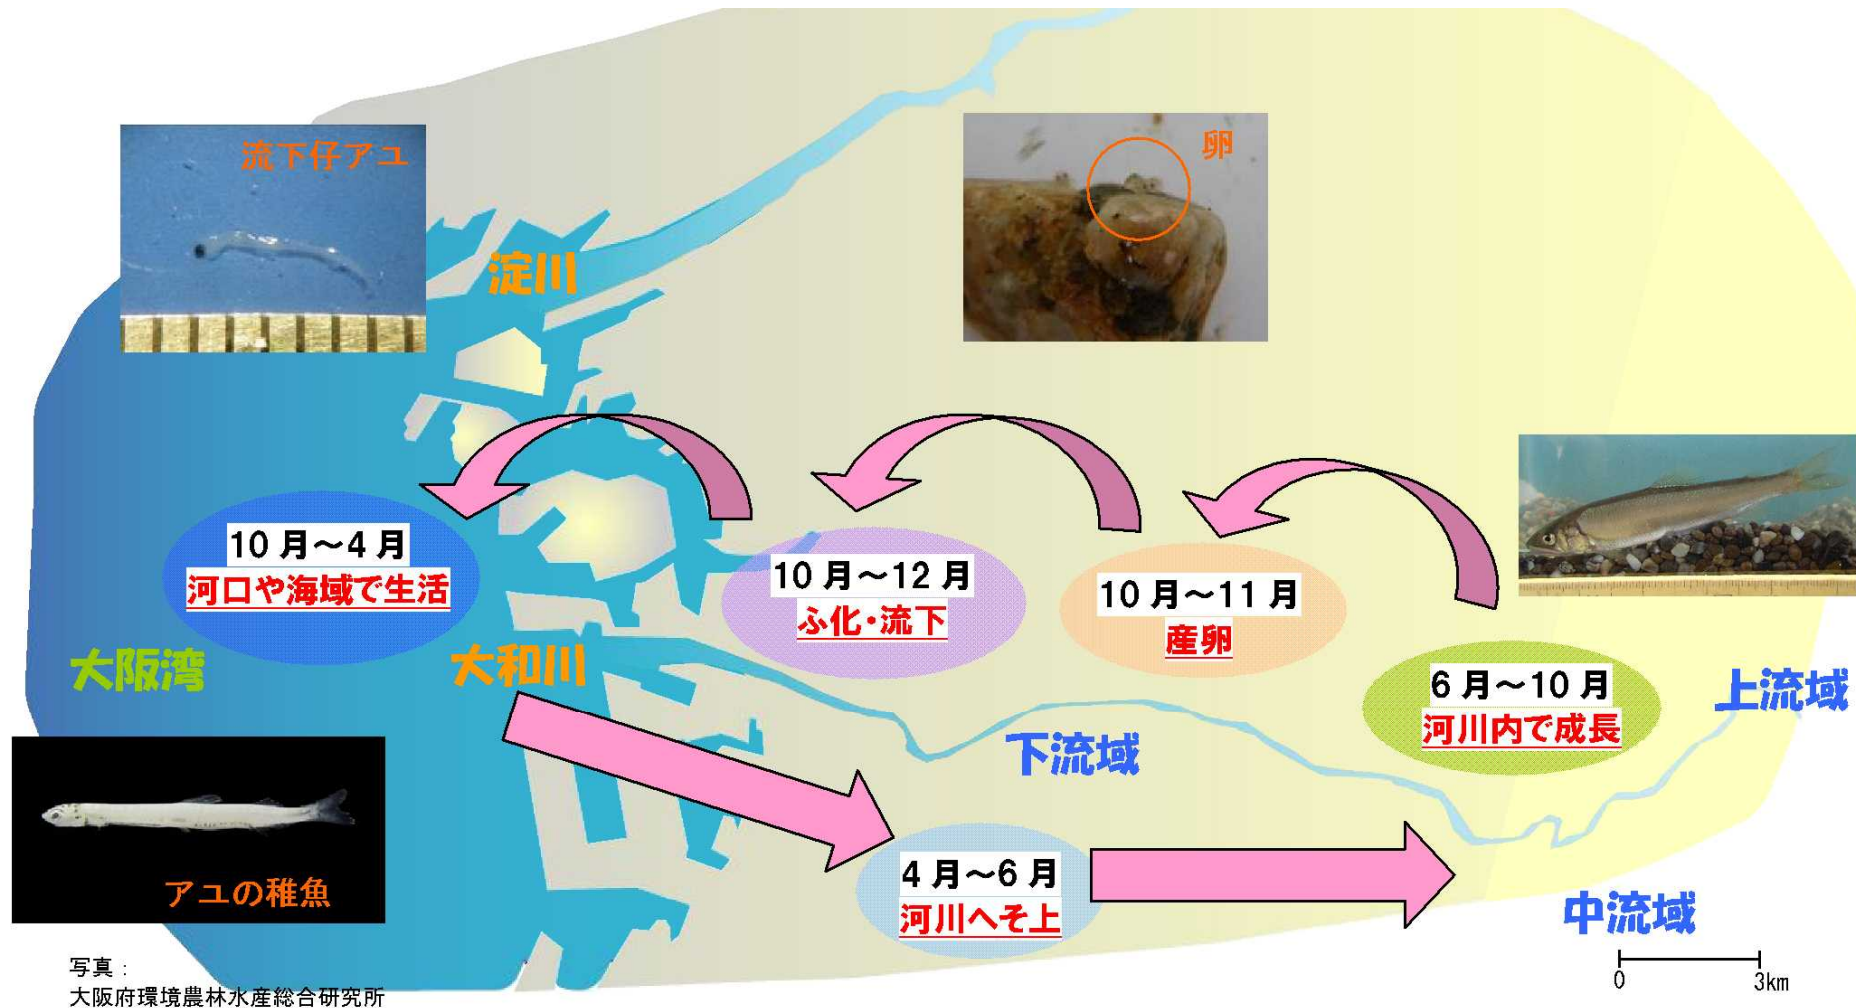 流下仔アユ
卵
淀川
10月～4月
河口や海域で生活
10月～12月
ふ化・流下
10月～11月
産卵
6月～10月
河川内で成長
大阪湾
大和川
上流域
下流域
アユの稚魚
4月～6月
河川へそ上
中流域
写真：
大阪府環境農林水産総合研究所
0 3km